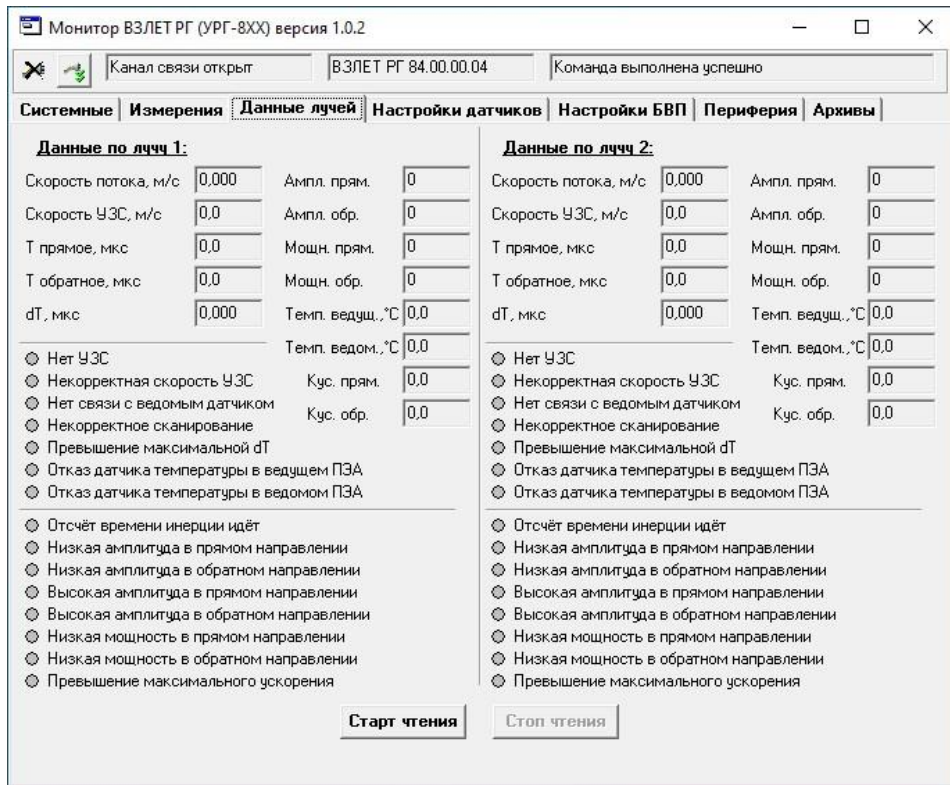 Монитор ВЗЛЕТ РГ (УРГ-8XX) версия 1.0.2
Канал связи открыт ВЗЛЕТ РГ 84.00.00.04 Команда выполнена успешно
Системные Измерения Данные лучей Настройки датчиков Настройки БВП Периферия Архивы
Данные по лучу 1:
Скорость потока, м/с 0,000 Ампл. прям. 0
Скорость УЗС, м/с 0,0 Ампл. обр. 0
Т прямое, мкс 0,0 Мощн. прям. 0
Т обратное, мкс 0,0 Мощн. обр. 0
dT, мкс 0,000 Темп. ведущ.,°С 0,0
Темп. ведом.,°С 0,0
Кус. прям. 0,0
Кус. обр. 0,0
Нет УЗС
Некорректная скорость УЗС
Нет связи с ведомым датчиком
Некорректное сканирование
Превышение максимальной dT
Отказ датчика температуры в ведущем ПЭА
Отказ датчика температуры в ведомом ПЭА
Отсчёт времени инерции идёт
Низкая амплитуда в прямом направлении
Низкая амплитуда в обратном направлении
Высокая амплитуда в прямом направлении
Высокая амплитуда в обратном направлении
Низкая мощность в прямом направлении
Низкая мощность в обратном направлении
Превышение максимального ускорения
Данные по лучу 2:
Скорость потока, м/с 0,000 Ампл. прям. 0
Скорость УЗС, м/с 0,0 Ампл. обр. 0
Т прямое, мкс 0,0 Мощн. прям. 0
Т обратное, мкс 0,0 Мощн. обр. 0
dT, мкс 0,000 Темп. ведущ.,°С 0,0
Темп. ведом.,°С 0,0
Кус. прям. 0,0
Кус. обр. 0,0
Нет УЗС
Некорректная скорость УЗС
Нет связи с ведомым датчиком
Некорректное сканирование
Превышение максимальной dT
Отказ датчика температуры в ведущем ПЭА
Отказ датчика температуры в ведомом ПЭА
Отсчёт времени инерции идёт
Низкая амплитуда в прямом направлении
Низкая амплитуда в обратном направлении
Высокая амплитуда в прямом направлении
Высокая амплитуда в обратном направлении
Низкая мощность в прямом направлении
Низкая мощность в обратном направлении
Превышение максимального ускорения
Старт чтения Стоп чтения